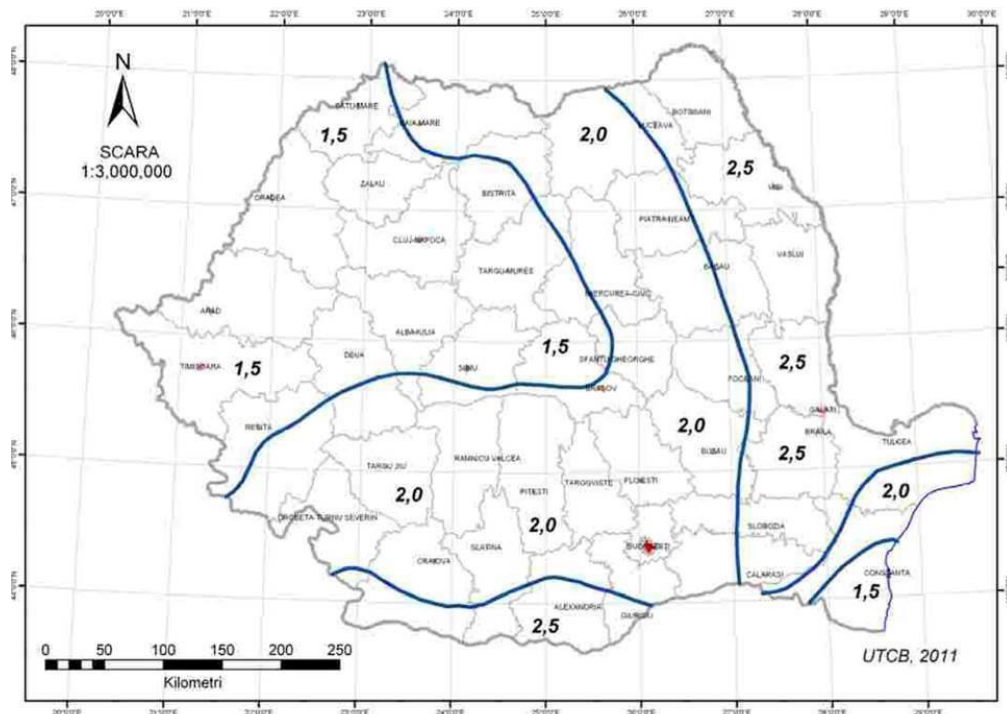 N
SCARA
1:3,000,000
SATU-MARE
BAIA-MARE
1,5
2,0
SUCEAVA
BOTOSANI
2,5
IASI
ORADEA
ZALAU
BISTRITA
PIATRA-NEAMT
CLUJ-NAPOCA
TARGU-MURES
BACAU
VASLUI
MIERCUREA-CIUC
ARAD
ALBA-IULIA
DEVA
SIBIU
1,5
SFANTU-GHEORGHE
TIMISOARA
1,5
BRASOV
FOCSANI
2,5
GALATI
RESITA
2,0
BUZAU
BRAILA
2,5
TULCEA
TARGU JIU
2,0
RAMNICU VALCEA
PITESTI
TARGOVISTE
PLOIESTI
2,0
2,0
DROBETA-TURNU SEVERIN
SLATINA
CRAIOVA
SLOBOZIA
CALARASI
CONSTANTA
1,5
ALEXANDRIA
GIURGIU
2,5
0 50 100 150 200 250
Kilometri
UTCB, 2011